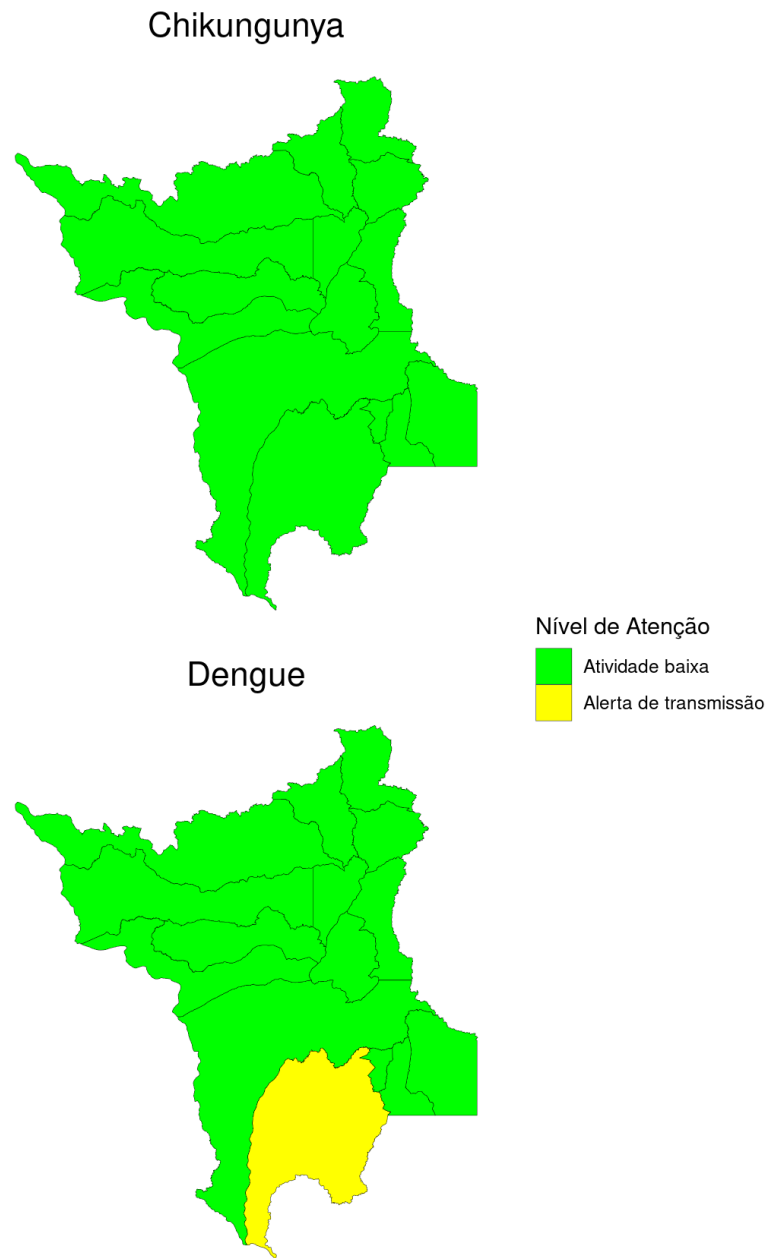 Chikungunya
Nível de Atenção
Atividade baixa
Alerta de transmissão
Dengue